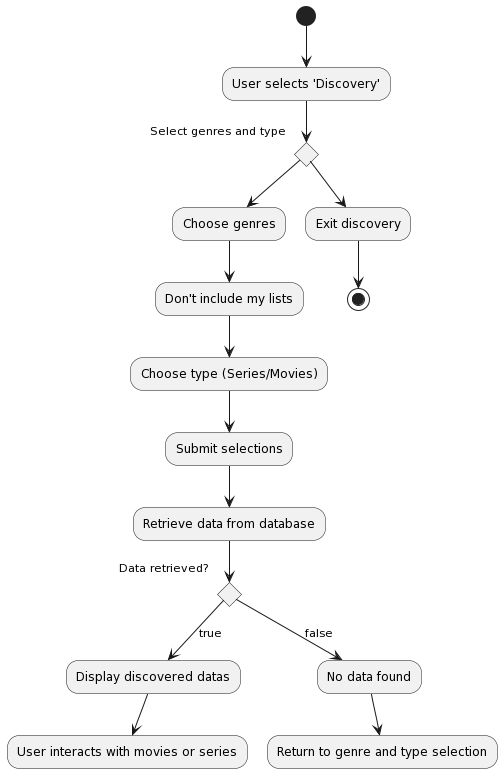 User selects 'Discovery'
Select genres and type
Choose genres
Exit discovery
Don't include my lists
Choose type (Series/Movies)
Submit selections
Retrieve data from database
Data retrieved?
true
false
Display discovered datas
No data found
User interacts with movies or series
Return to genre and type selection